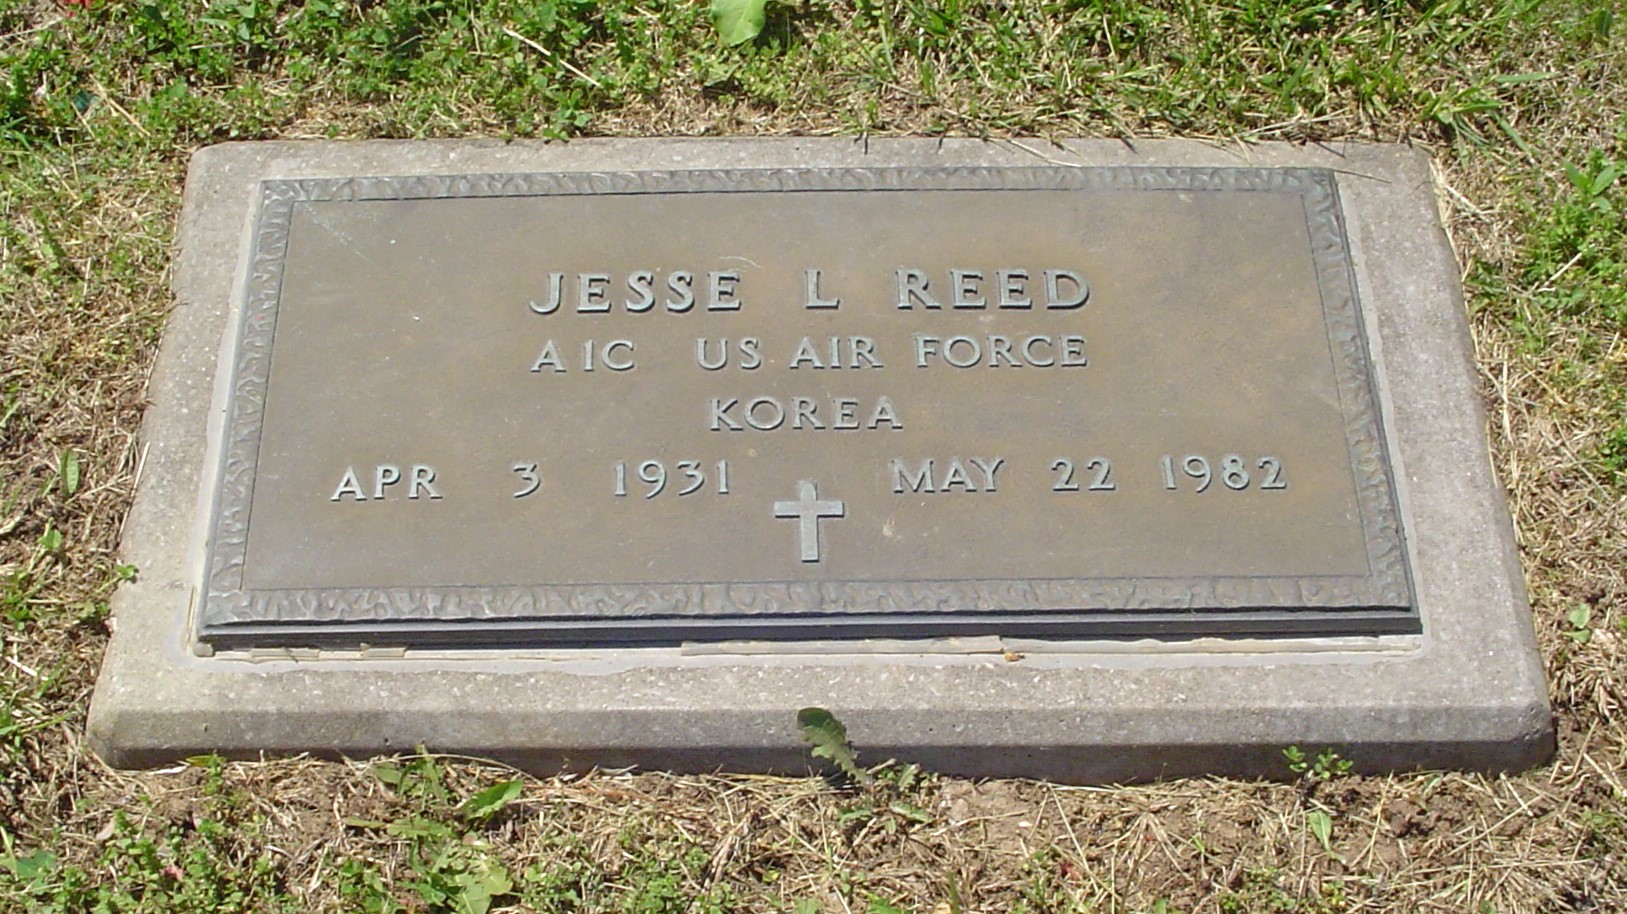 JESSE L REED
A1C US AIR FORCE
KOREA
APR 3 1931 MAY 22 1982